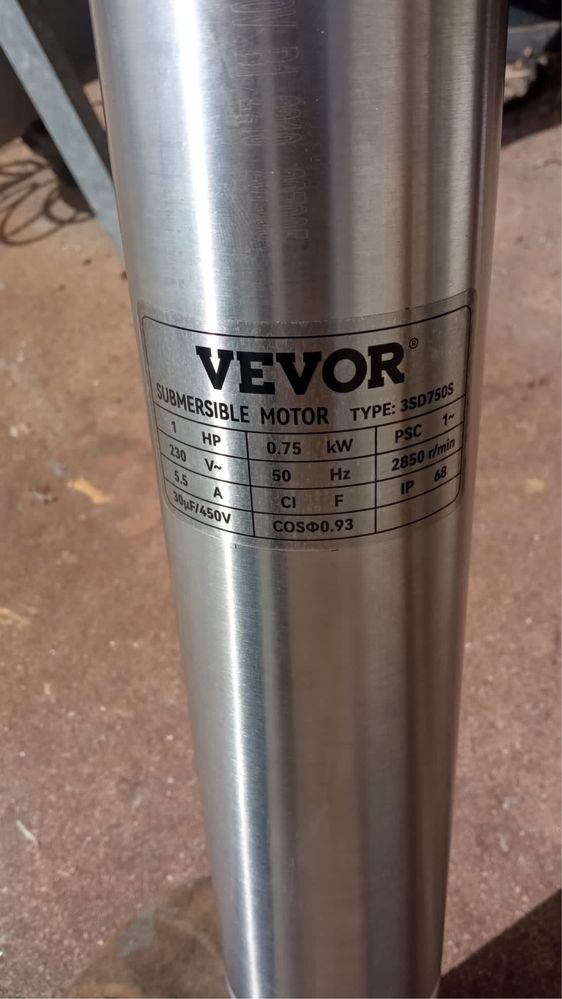 VEVOR®
SUBMERSIBLE MOTOR TYPE: 3SD750S
1 HP 0.75 kW PSC 1~
230 V~ 50 Hz 2850 r/min
5.5 A Cl F IP 68
30μF/450V COSΦ0.93